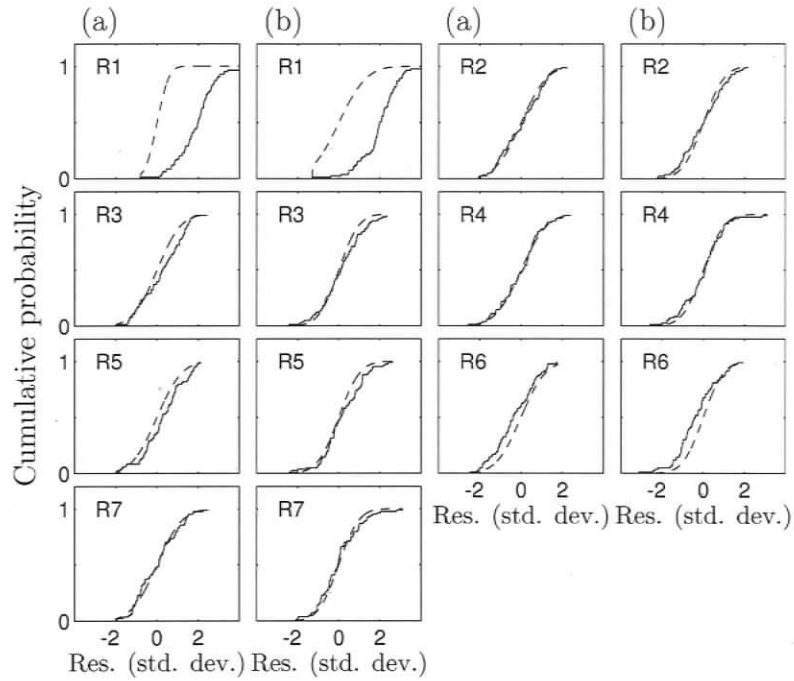 (a) (b) (a) (b)
1 R1 R1 R2 R2
0
1 R3 R3 R4 R4
0
1 R5 R5 R6 R6
0
-2 0 2 -2 0 2
Res. (std. dev.) Res. (std. dev.)
1 R7 R7
0
-2 0 2 -2 0 2
Res. (std. dev.) Res. (std. dev.)
Cumulative probability